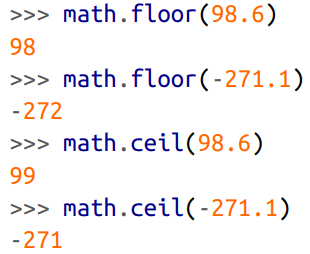 >>> math.floor(98.6)
98
>>> math.floor(-271.1)
-272
>>> math.ceil(98.6)
99
>>> math.ceil(-271.1)
-271